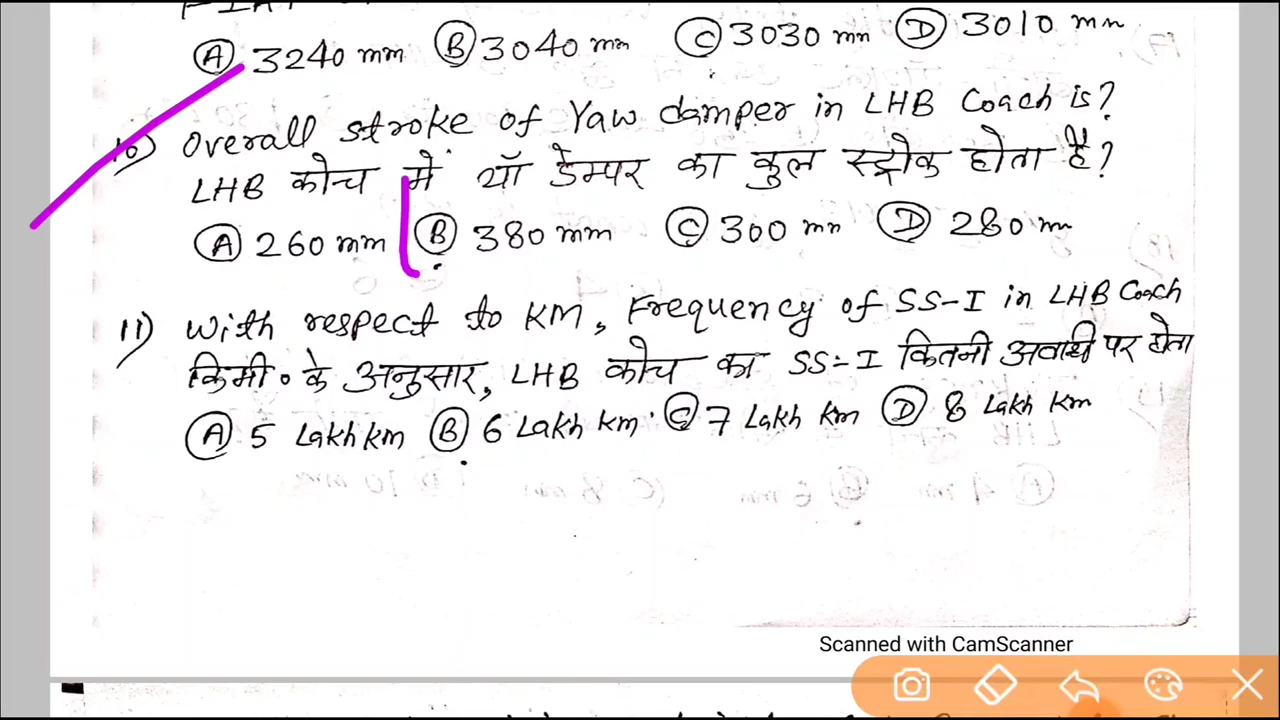 FIAT
(A) 3240 mm (B) 3040 mm (C) 3030 mm (D) 3010 mm
10) Overall stroke of Yaw damper in LHB Coach is?
LHB कोच में यॉ डेम्पर का कुल स्ट्रोक होता है?
(A) 260 mm (B) 380 mm (C) 300 mm (D) 280 mm
11) With respect to KM, Frequency of SS-I in LHB Coach
किमी. के अनुसार, LHB कोच का SS-I कितनी अवधी पर होता
(A) 5 Lakh km (B) 6 Lakh km (C) 7 Lakh km (D) 8 Lakh km
Scanned with CamScanner